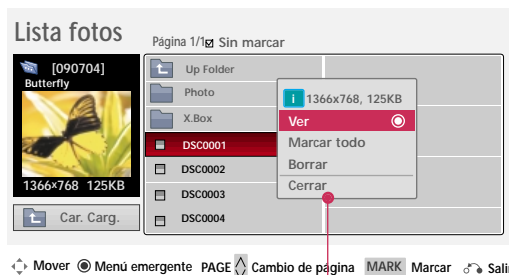 Lista fotos
Página 1/1 Sin marcar
[090704]
Butterfly
1366x768 125KB
Car. Carg.
Up Folder
Photo
X.Box
DSC0001
DSC0002
DSC0003
DSC0004
i 1366x768, 125KB
Ver
Marcar todo
Borrar
Cerrar
Mover Menú emergente PAGE Cambio de página MARK Marcar Sali